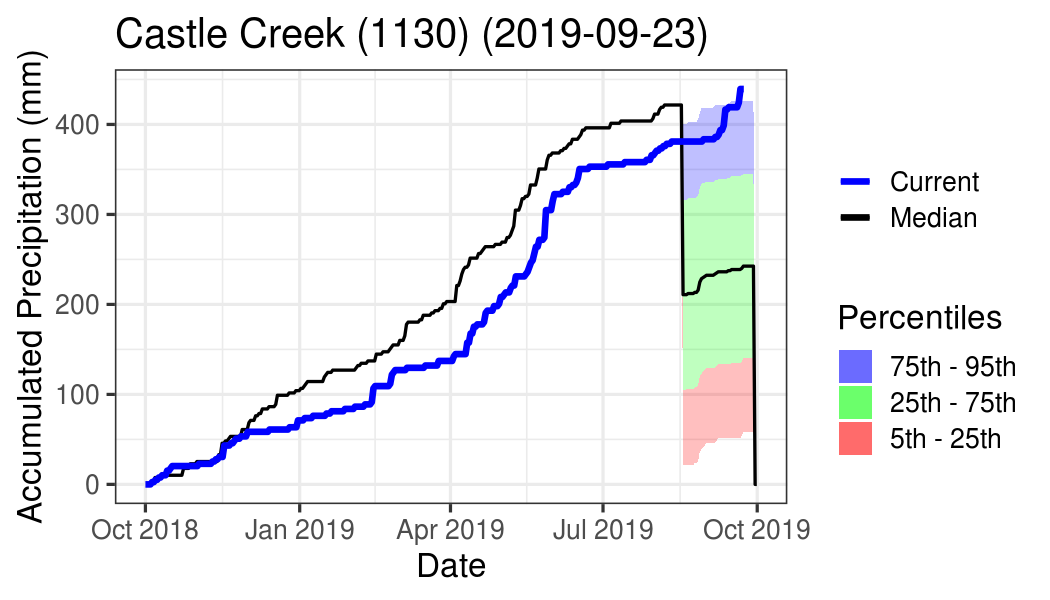 Castle Creek (1130) (2019-09-23)
Accumulated Precipitation (mm)
400
300
200
100
0
Oct 2018
Jan 2019
Apr 2019
Jul 2019
Oct 2019
Date
Current
Median
Percentiles
75th - 95th
25th - 75th
5th - 25th